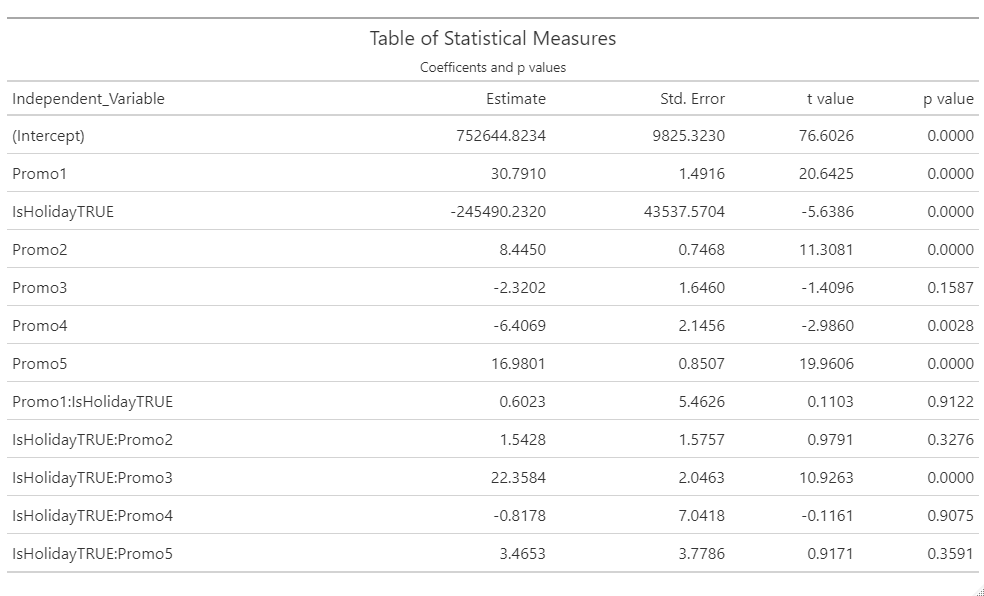 Table of Statistical Measures
Coefficents and p values
Independent_Variable Estimate Std. Error t value p value
(Intercept) 752644.8234 9825.3230 76.6026 0.0000
Promo1 30.7910 1.4916 20.6425 0.0000
IsHolidayTRUE -245490.2320 43537.5704 -5.6386 0.0000
Promo2 8.4450 0.7468 11.3081 0.0000
Promo3 -2.3202 1.6460 -1.4096 0.1587
Promo4 -6.4069 2.1456 -2.9860 0.0028
Promo5 16.9801 0.8507 19.9606 0.0000
Promo1:IsHolidayTRUE 0.6023 5.4626 0.1103 0.9122
IsHolidayTRUE:Promo2 1.5428 1.5757 0.9791 0.3276
IsHolidayTRUE:Promo3 22.3584 2.0463 10.9263 0.0000
IsHolidayTRUE:Promo4 -0.8178 7.0418 -0.1161 0.9075
IsHolidayTRUE:Promo5 3.4653 3.7786 0.9171 0.3591